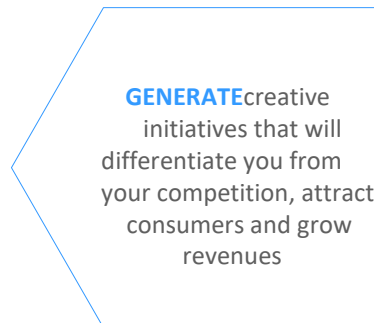 GENERATEcreative
initiatives that will
differentiate you from
your competition, attract
consumers and grow
revenues